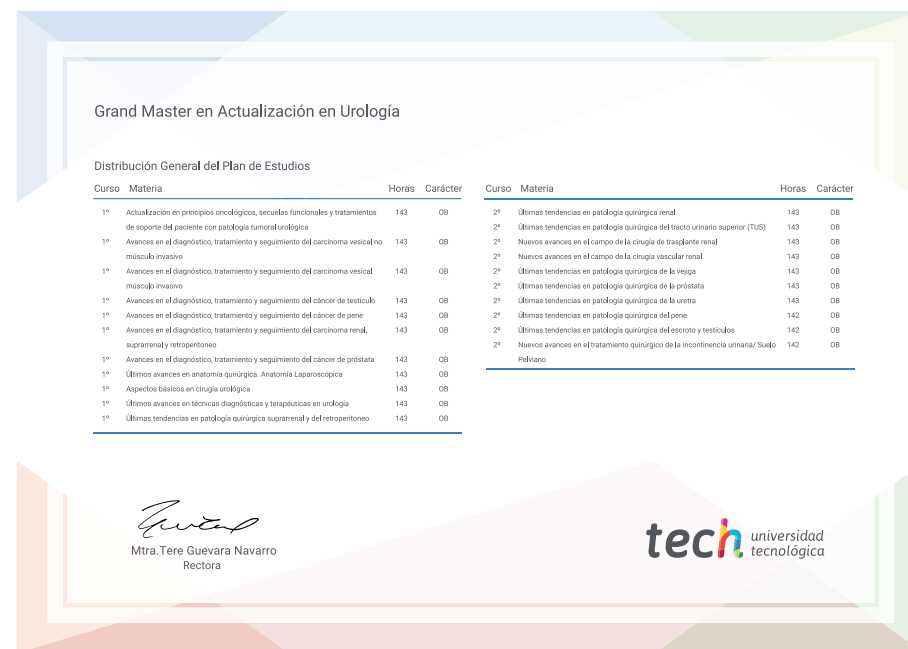 Grand Master en Actualización en Urología
Distribución General del Plan de Estudios
Curso Materia Horas Carácter
1º Actualización en principios oncológicos, secuelas funcionales y tratamientos 143 OB
de soporte del paciente con patología tumoral urológica
1º Avances en el diagnóstico, tratamiento y seguimiento del carcinoma vesical no 143 OB
músculo invasivo
1º Avances en el diagnóstico, tratamiento y seguimiento del carcinoma vesical 143 OB
músculo invasivo
1º Avances en el diagnóstico, tratamiento y seguimiento del cáncer de testículo 143 OB
1º Avances en el diagnóstico, tratamiento y seguimiento del cáncer de pene 143 OB
1º Avances en el diagnóstico, tratamiento y seguimiento del carcinoma renal, 143 OB
suprarrenal y retroperitoneo
1º Avances en el diagnóstico, tratamiento y seguimiento del cáncer de próstata 143 OB
1º Últimos avances en anatomía quirúrgica. Anatomía Laparoscópica 143 OB
1º Aspectos básicos en cirugía urológica 143 OB
1º Últimos avances en técnicas diagnósticas y terapéuticas en urología 143 OB
1º Últimas tendencias en patología quirúrgica suprarrenal y del retroperitoneo 143 OB
Curso Materia Horas Carácter
2º Últimas tendencias en patología quirúrgica renal 143 OB
2º Últimas tendencias en patología quirúrgica del tracto urinario superior (TUS) 143 OB
2º Nuevos avances en el campo de la cirugía de trasplante renal 143 OB
2º Nuevos avances en el campo de la cirugía vascular renal 143 OB
2º Últimas tendencias en patología quirúrgica de la vejiga 143 OB
2º Últimas tendencias en patología quirúrgica de la próstata 143 OB
2º Últimas tendencias en patología quirúrgica de la uretra 143 OB
2º Últimas tendencias en patología quirúrgica del pene 142 OB
2º Últimas tendencias en patología quirúrgica del escroto y testículos 142 OB
2º Nuevos avances en el tratamiento quirúrgico de la incontinencia urinaria/ Suelo 142 OB
Pelviano
Mtra.Tere Guevara Navarro
Rectora
tech universidad
tecnológica